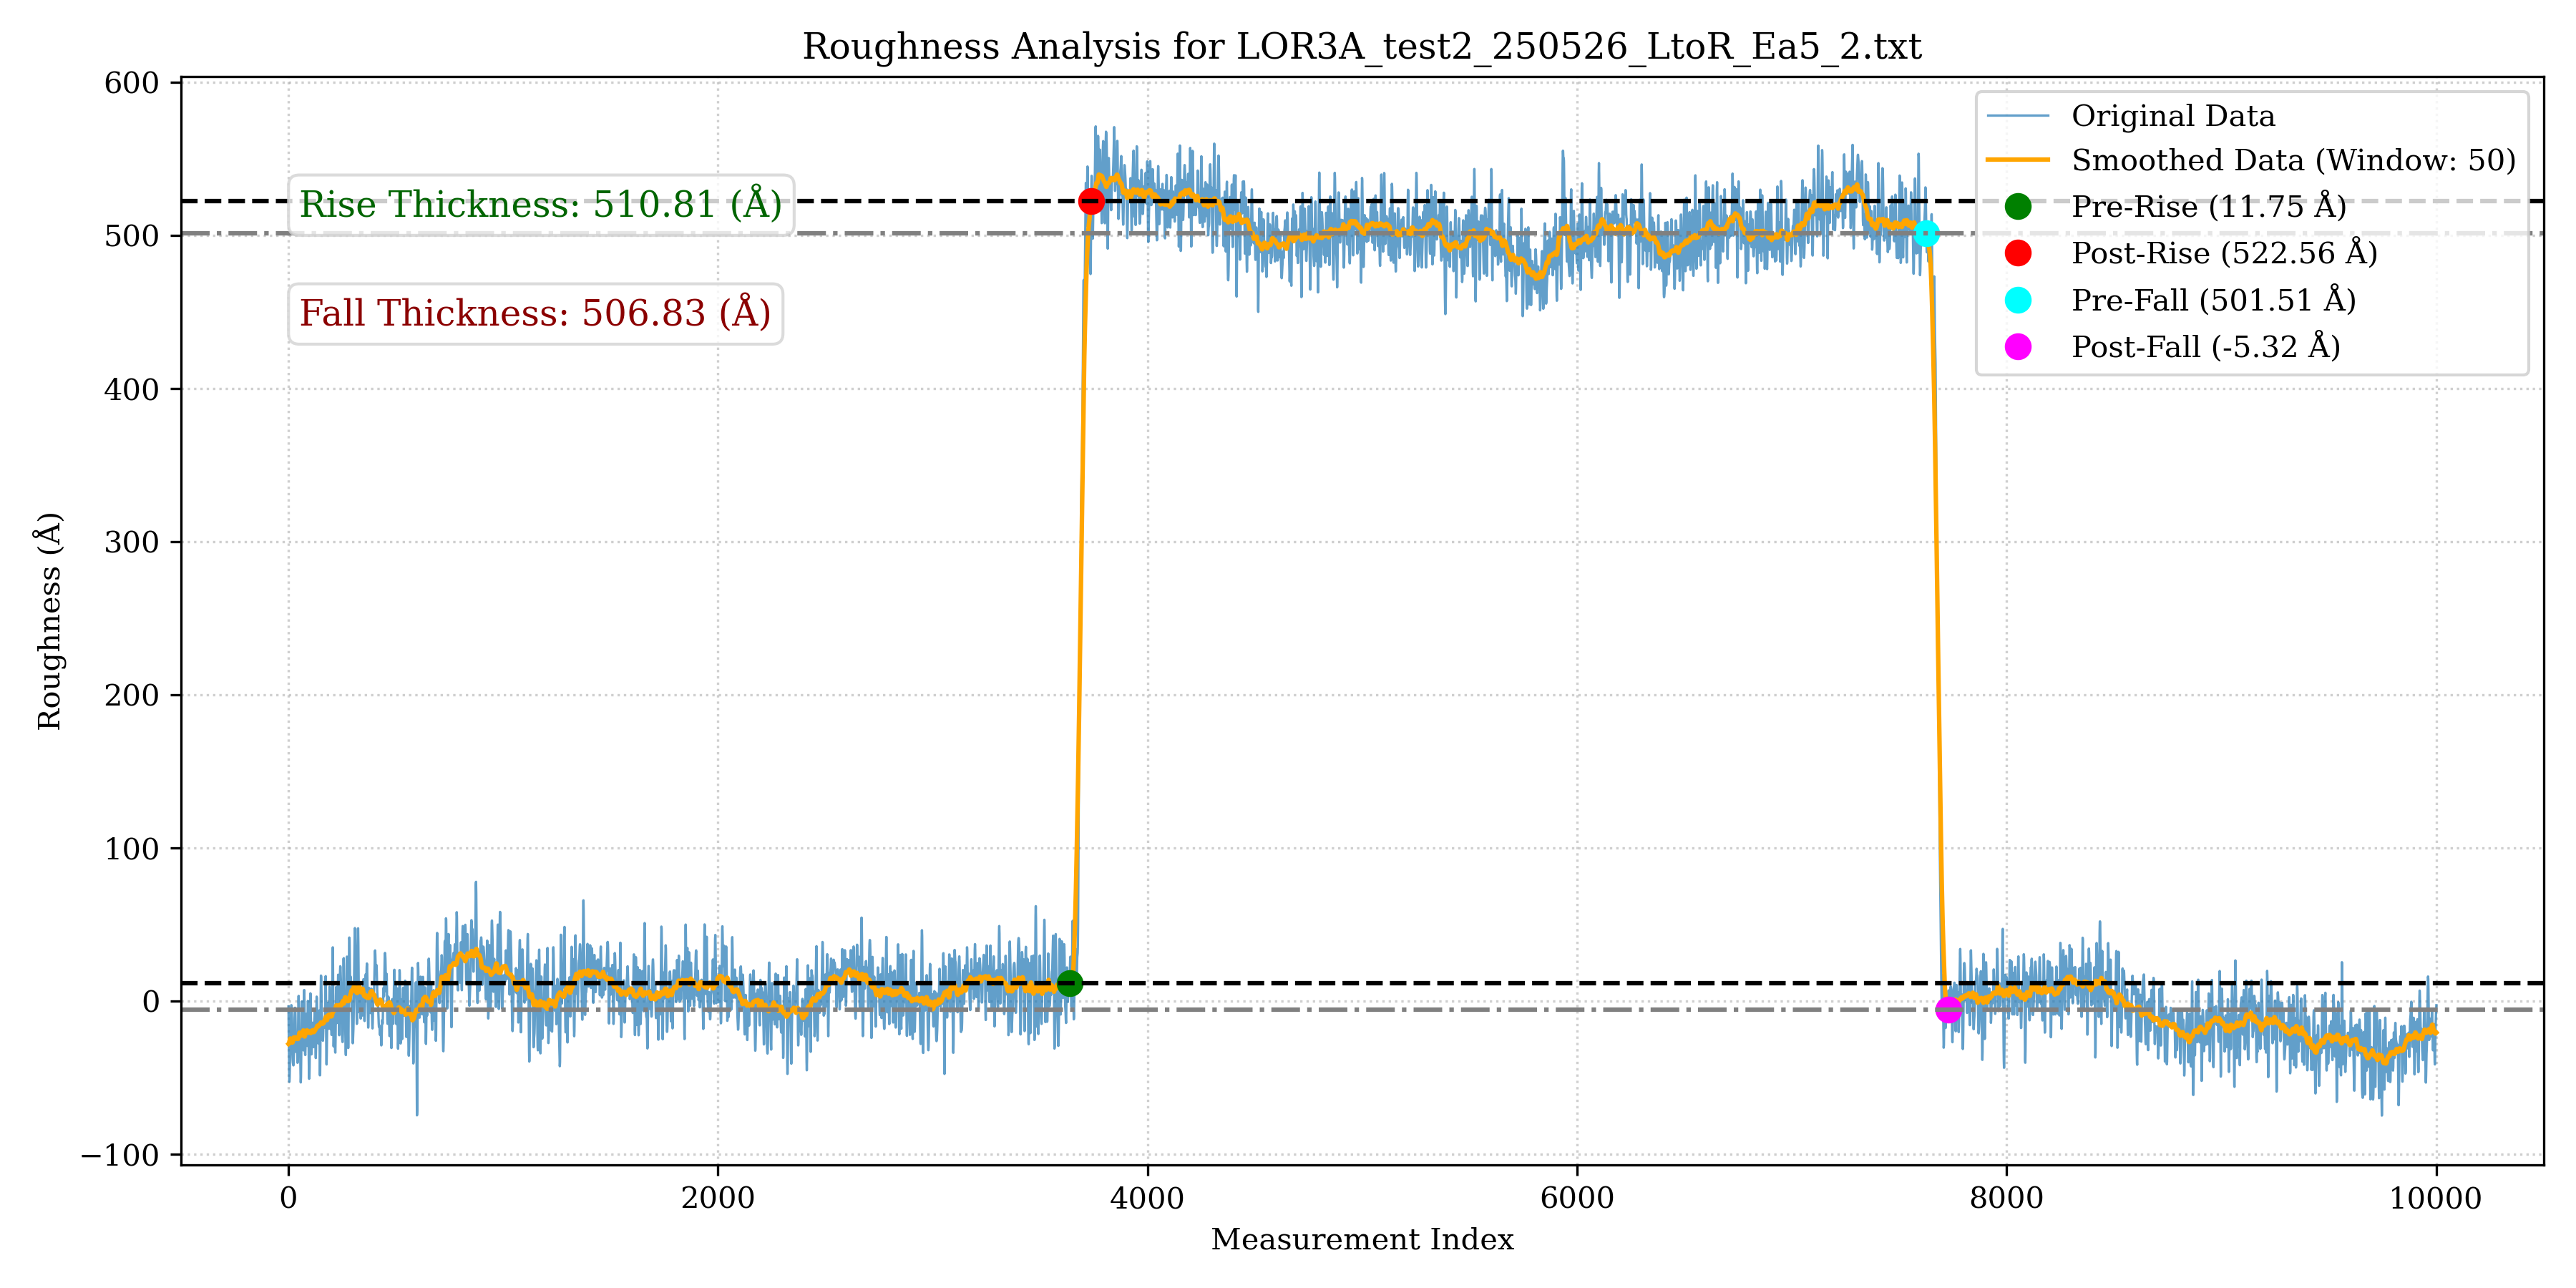 Roughness Analysis for LOR3A_test2_250526_LtoR_Ea5_2.txt
600
500
400
300
200
100
0
−100
Roughness (Å)
Rise Thickness: 510.81 (Å)
Fall Thickness: 506.83 (Å)
Original Data
Smoothed Data (Window: 50)
Pre-Rise (11.75 Å)
Post-Rise (522.56 Å)
Pre-Fall (501.51 Å)
Post-Fall (-5.32 Å)
0
2000
4000
6000
8000
10000
Measurement Index